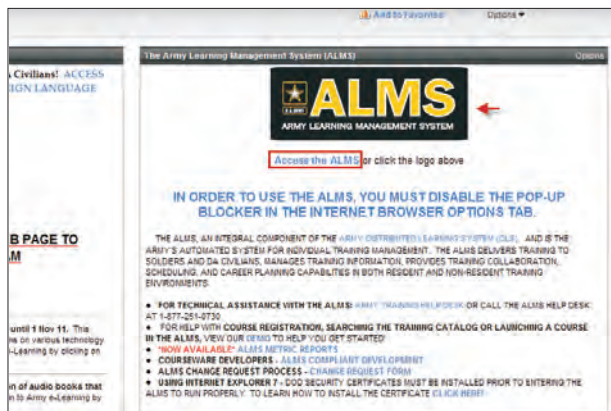 Add to Favorites Options
Civilians! ACCESS
IGN LANGUAGE
B PAGE TO
M
until 1 Nov 11. This
ns on various technology
-Learning by clicking on
on of audio books that
n to Army e-Learning by
The Army Learning Management System (ALMS) Options
ALMS
ARMY LEARNING MANAGEMENT SYSTEM
Access the ALMS or click the logo above
IN ORDER TO USE THE ALMS, YOU MUST DISABLE THE POP-UP
BLOCKER IN THE INTERNET BROWSER OPTIONS TAB.
THE ALMS, AN INTEGRAL COMPONENT OF THE ARMY DISTRIBUTED LEARNING SYSTEM (DLS), AND IS THE
ARMY'S AUTOMATED SYSTEM FOR INDIVIDUAL TRAINING MANAGEMENT. THE ALMS DELIVERS TRAINING TO
SOLDIERS AND DA CIVILIANS, MANAGES TRAINING INFORMATION, PROVIDES TRAINING COLLABORATION,
SCHEDULING, AND CAREER PLANNING CAPABILITIES IN BOTH RESIDENT AND NON-RESIDENT TRAINING
ENVIRONMENTS.
• FOR TECHNICAL ASSISTANCE WITH THE ALMS: ARMY TRAINING HELP DESK OR CALL THE ALMS HELP DESK
AT 1-877-251-0730
• FOR HELP WITH COURSE REGISTRATION, SEARCHING THE TRAINING CATALOG OR LAUNCHING A COURSE
IN THE ALMS, VIEW OUR DEMO TO HELP YOU GET STARTED!
• *NOW AVAILABLE* ALMS METRIC REPORTS
• COURSEWARE DEVELOPERS - ALMS COMPLIANT DEVELOPMENT
• ALMS CHANGE REQUEST PROCESS - CHANGE REQUEST FORM
• USING INTERNET EXPLORER 7 - DOD SECURITY CERTIFICATES MUST BE INSTALLED PRIOR TO ENTERING THE
ALMS TO RUN PROPERLY. TO LEARN HOW TO INSTALL THE CERTIFICATE CLICK HERE!